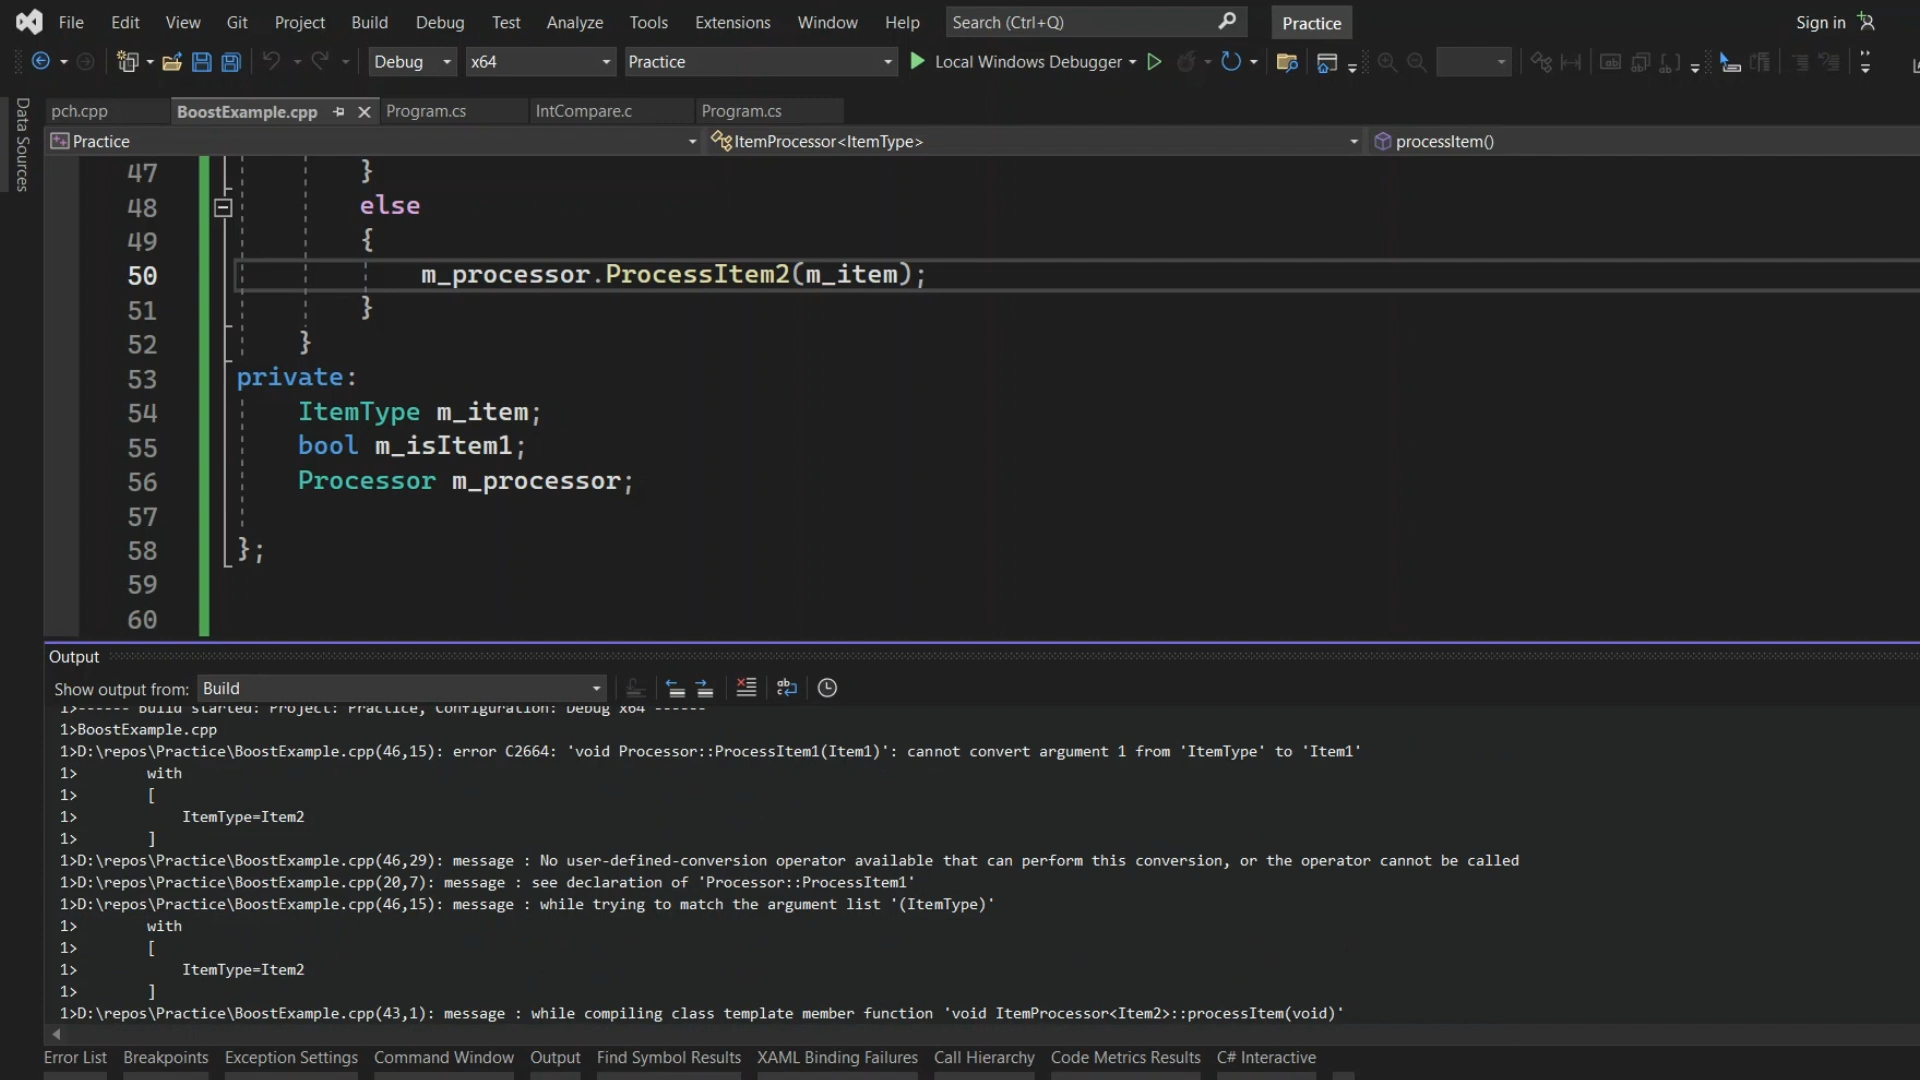 File Edit View Git Project Build Debug Test Analyze Tools Extensions Window Help Search (Ctrl+Q) Practice Sign in
Debug x64 Practice Local Windows Debugger
Data Sources
pch.cpp BoostExample.cpp Program.cs IntCompare.c Program.cs
Practice ItemProcessor<ItemType> processItem()
47 }
48 else
49 {
50 m_processor.ProcessItem2(m_item);
51 }
52 }
53 private:
54 ItemType m_item;
55 bool m_isItem1;
56 Processor m_processor;
57
58 };
59
60
Output
Show output from: Build
1>------ Build started: Project: Practice, Configuration: Debug x64 ------
1>BoostExample.cpp
1>D:\repos\Practice\BoostExample.cpp(46,15): error C2664: 'void Processor::ProcessItem1(Item1)': cannot convert argument 1 from 'ItemType' to 'Item1'
1> with
1> [
1> ItemType=Item2
1> ]
1>D:\repos\Practice\BoostExample.cpp(46,29): message : No user-defined-conversion operator available that can perform this conversion, or the operator cannot be called
1>D:\repos\Practice\BoostExample.cpp(20,7): message : see declaration of 'Processor::ProcessItem1'
1>D:\repos\Practice\BoostExample.cpp(46,15): message : while trying to match the argument list '(ItemType)'
1> with
1> [
1> ItemType=Item2
1> ]
1>D:\repos\Practice\BoostExample.cpp(43,1): message : while compiling class template member function 'void ItemProcessor<Item2>::processItem(void)'
Error List Breakpoints Exception Settings Command Window Output Find Symbol Results XAML Binding Failures Call Hierarchy Code Metrics Results C# Interactive